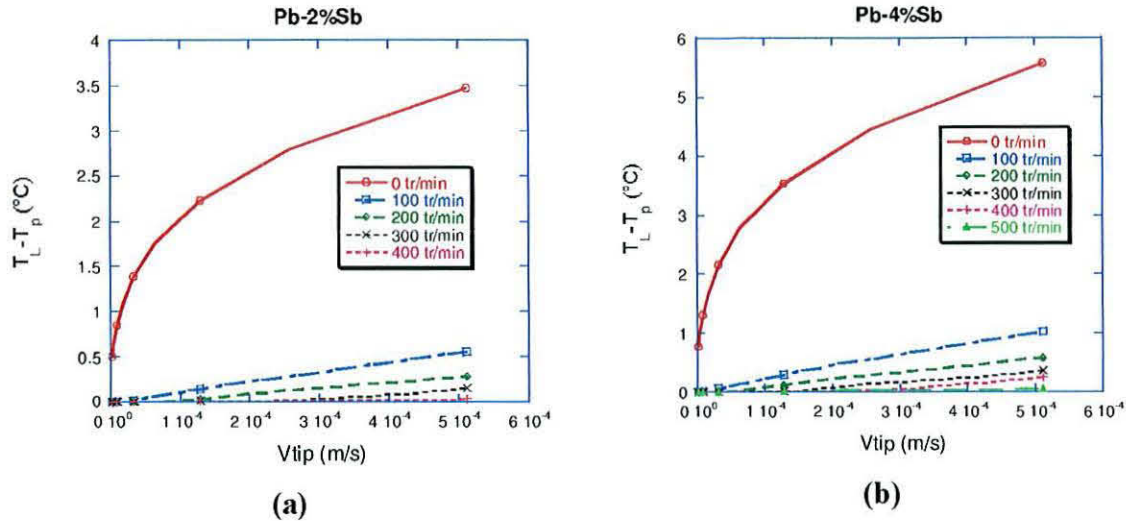 Pb-2%Sb
4
3.5
3
2.5
2
1.5
1
0.5
0
T_L-T_p (°C)
0 tr/min
100 tr/min
200 tr/min
300 tr/min
400 tr/min
0 10⁰
1 10⁻⁴
2 10⁻⁴
3 10⁻⁴
4 10⁻⁴
5 10⁻⁴
6 10⁻⁴
Vtip (m/s)
(a)
Pb-4%Sb
6
5
4
3
2
1
0
T_L-T_p (°C)
0 tr/min
100 tr/min
200 tr/min
300 tr/min
400 tr/min
500 tr/min
0 10⁰
1 10⁻⁴
2 10⁻⁴
3 10⁻⁴
4 10⁻⁴
5 10⁻⁴
6 10⁻⁴
Vtip (m/s)
(b)